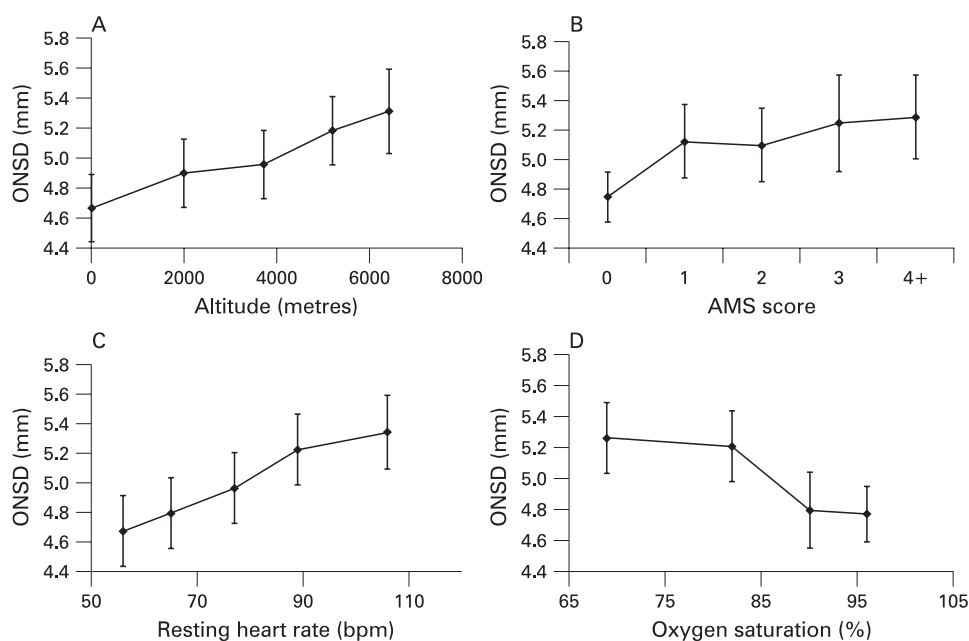 A
5.8
5.6
5.4
5.2
5.0
4.8
4.6
4.4
ONSD (mm)
0 2000 4000 6000 8000
Altitude (metres)
B
5.8
5.6
5.4
5.2
5.0
4.8
4.6
4.4
ONSD (mm)
0 1 2 3 4+
AMS score
C
5.8
5.6
5.4
5.2
5.0
4.8
4.6
4.4
ONSD (mm)
50 70 90 110
Resting heart rate (bpm)
D
5.8
5.6
5.4
5.2
5.0
4.8
4.6
4.4
ONSD (mm)
65 75 85 95 105
Oxygen saturation (%)